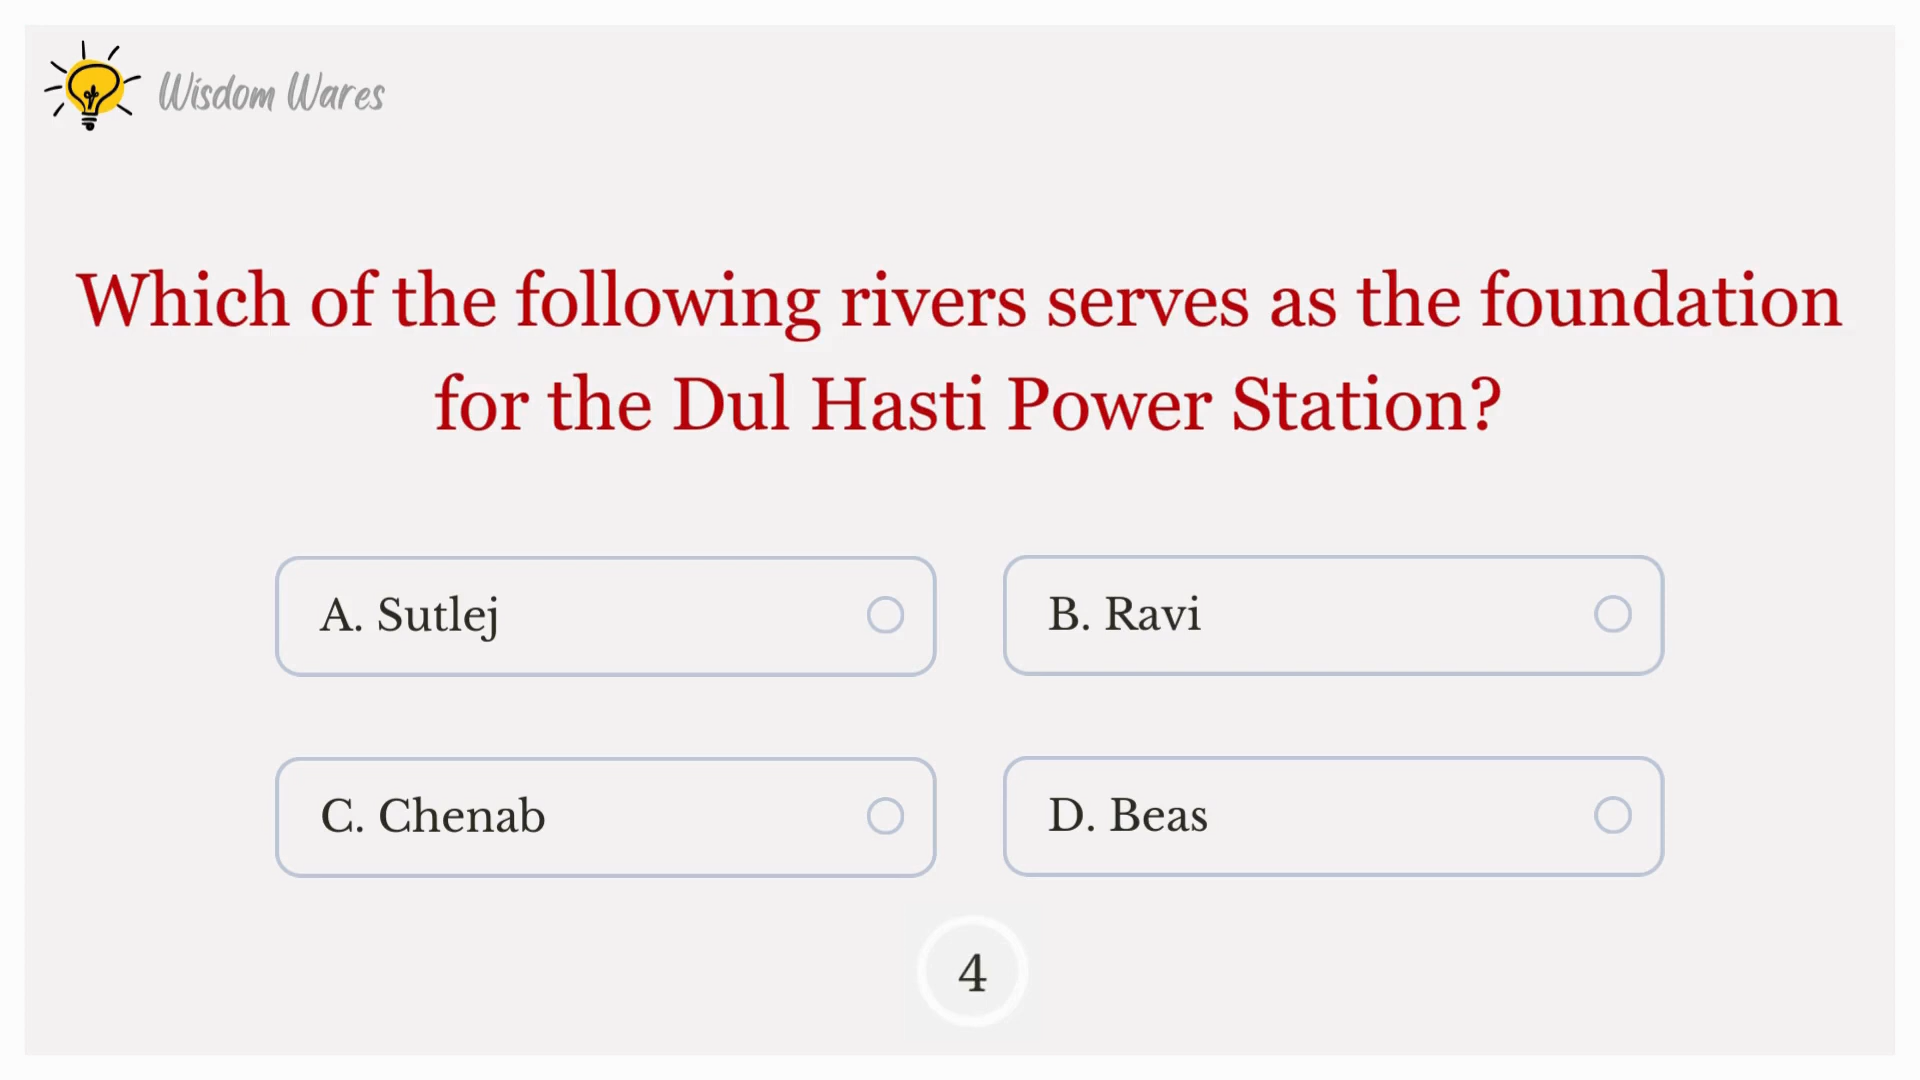 Wisdom Wares
Which of the following rivers serves as the foundation
for the Dul Hasti Power Station?
A. Sutlej
B. Ravi
C. Chenab
D. Beas
4